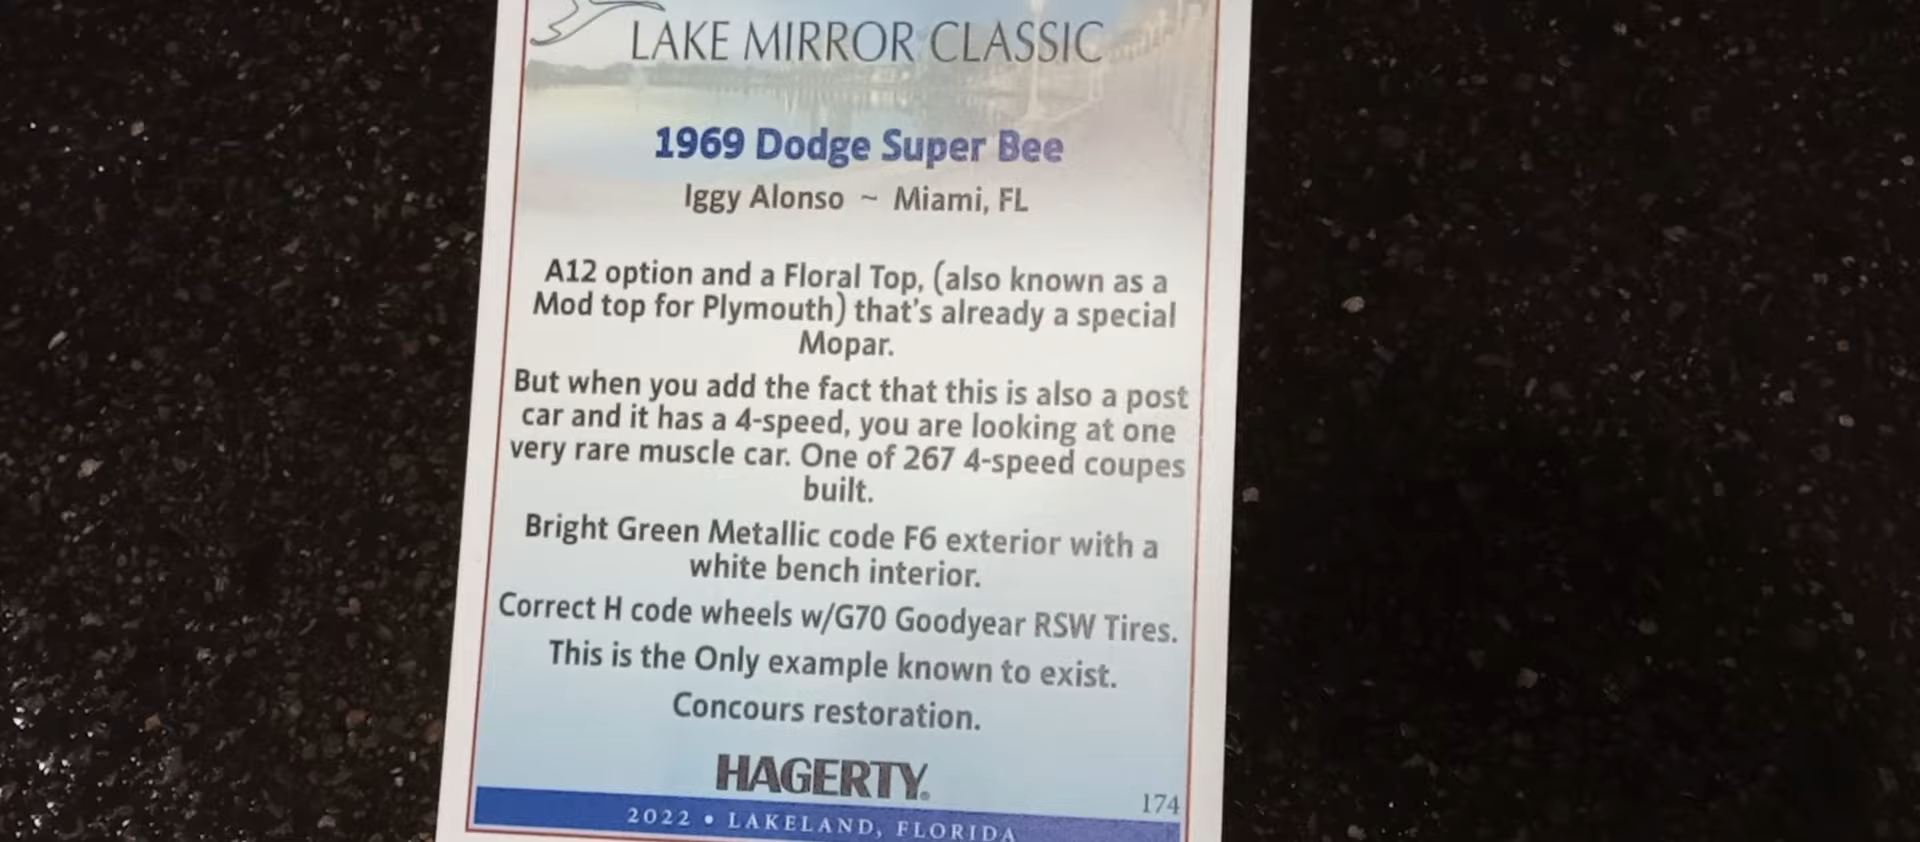 LAKE MIRROR CLASSIC
1969 Dodge Super Bee
Iggy Alonso ~ Miami, FL
A12 option and a Floral Top, (also known as a
Mod top for Plymouth) that's already a special
Mopar.
But when you add the fact that this is also a post
car and it has a 4-speed, you are looking at one
very rare muscle car. One of 267 4-speed coupes
built.
Bright Green Metallic code F6 exterior with a
white bench interior.
Correct H code wheels w/G70 Goodyear RSW Tires.
This is the Only example known to exist.
Concours restoration.
HAGERTY®
174
2022 • LAKELAND, FLORIDA